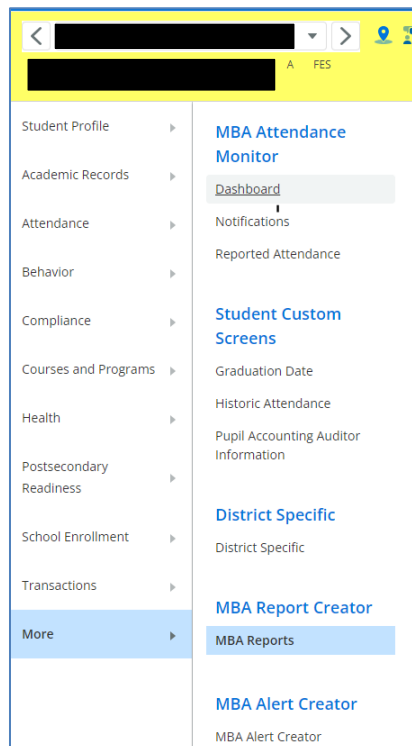 A FES
Student Profile
Academic Records
Attendance
Behavior
Compliance
Courses and Programs
Health
Postsecondary
Readiness
School Enrollment
Transactions
More
MBA Attendance
Monitor
Dashboard
Notifications
Reported Attendance
Student Custom
Screens
Graduation Date
Historic Attendance
Pupil Accounting Auditor
Information
District Specific
District Specific
MBA Report Creator
MBA Reports
MBA Alert Creator
MBA Alert Creator